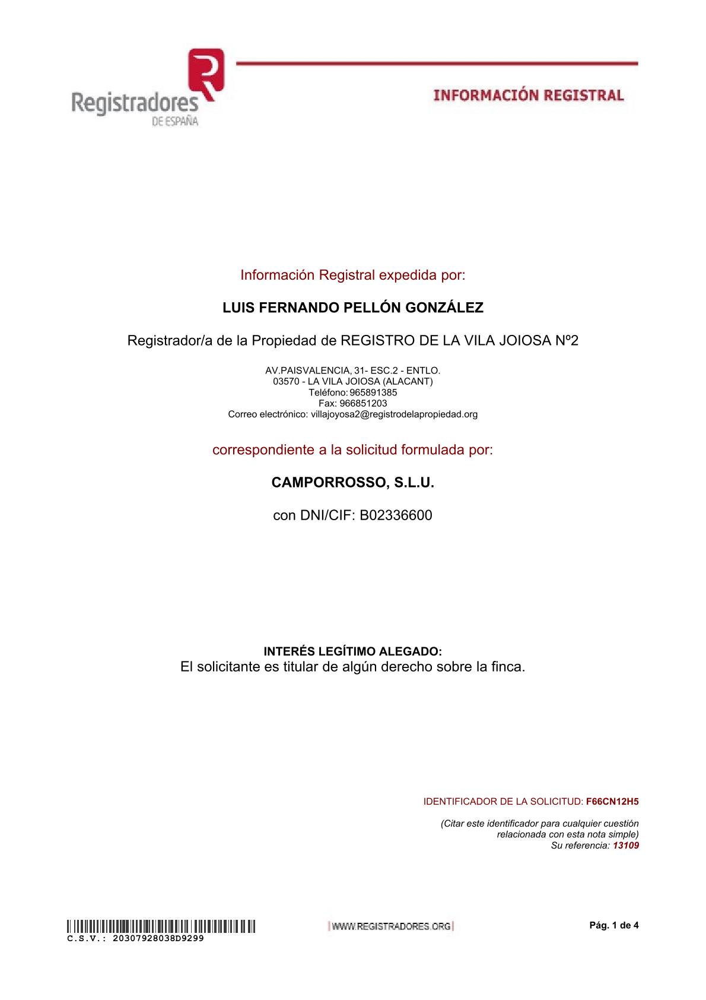 Registradores
DE ESPAÑA
INFORMACIÓN REGISTRAL
Información Registral expedida por:
LUIS FERNANDO PELLÓN GONZÁLEZ
Registrador/a de la Propiedad de REGISTRO DE LA VILA JOIOSA Nº2
AV.PAISVALENCIA, 31- ESC.2 - ENTLO.
03570 - LA VILA JOIOSA (ALACANT)
Teléfono: 965891385
Fax: 966851203
Correo electrónico: villajoyosa2@registrodelapropiedad.org
correspondiente a la solicitud formulada por:
CAMPORROSSO, S.L.U.
con DNI/CIF: B02336600
INTERÉS LEGÍTIMO ALEGADO:
El solicitante es titular de algún derecho sobre la finca.
IDENTIFICADOR DE LA SOLICITUD: F66CN12H5
(Citar este identificador para cualquier cuestión
relacionada con esta nota simple)
Su referencia: 13109
C.S.V.: 20307928038D9299
WWW.REGISTRADORES.ORG
Pág. 1 de 4